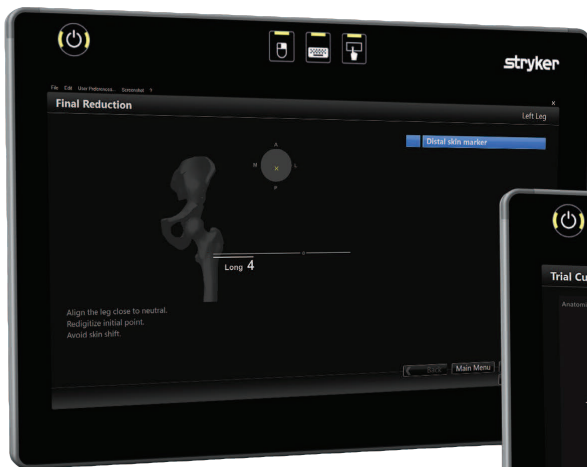 stryker
File Edit User Preferences... Screenshot ?
x
Final Reduction
Left Leg
Distal skin marker
A
M
L
x
P
Long 4
Align the leg close to neutral.
Redigitize initial point.
Avoid skin shift.
Back Main Menu
Trial Cu
Anatomi